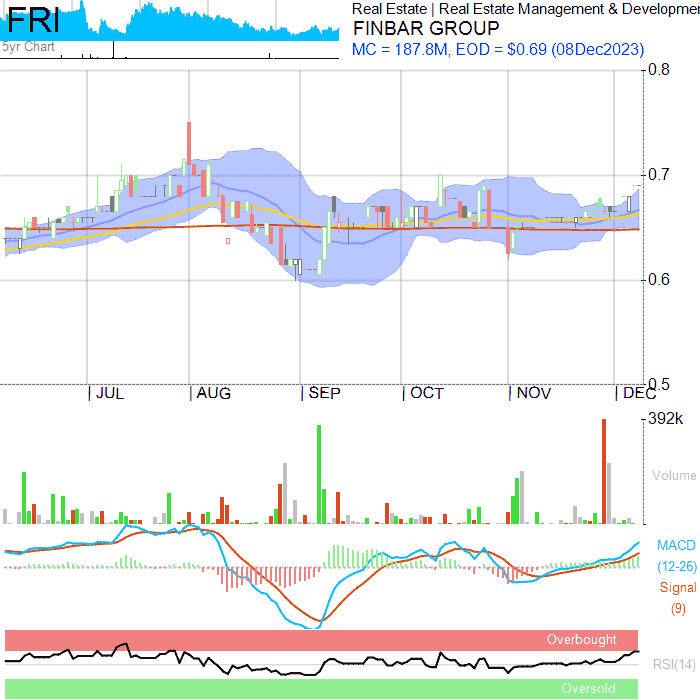 FRI
5yr Chart
Real Estate | Real Estate Management & Developmen
FINBAR GROUP
MC = 187.8M, EOD = $0.69 (08Dec2023)
0.8
0.7
0.6
0.5
JUL AUG SEP OCT NOV DEC
392k
Volume
MACD
(12-26)
Signal
(9)
Overbought
RSI(14)
Oversold